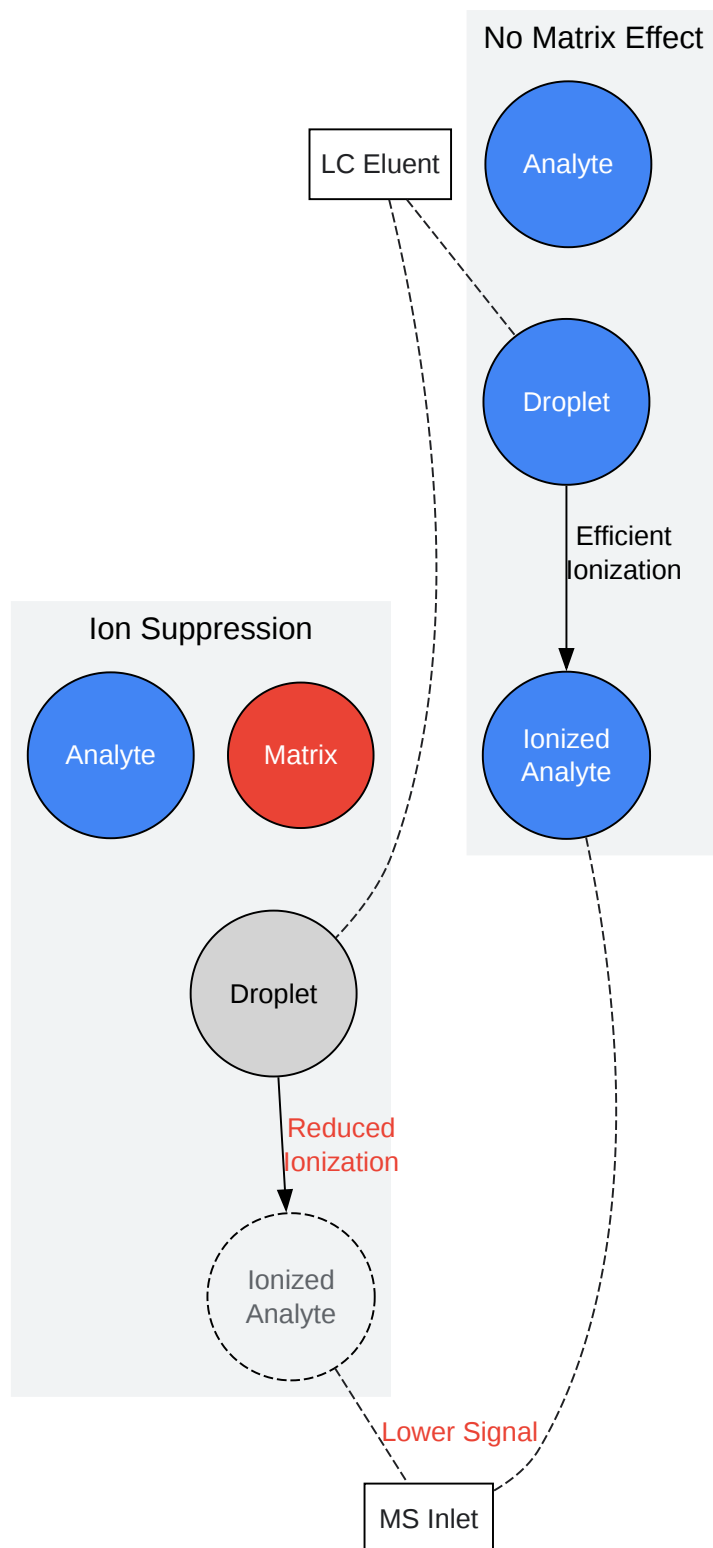 No Matrix Effect
Analyte
LC Eluent
Droplet
Efficient
Ionization
Ionized
Analyte
Ion Suppression
Analyte
Matrix
Droplet
Reduced
Ionization
Ionized
Analyte
Lower Signal
MS Inlet